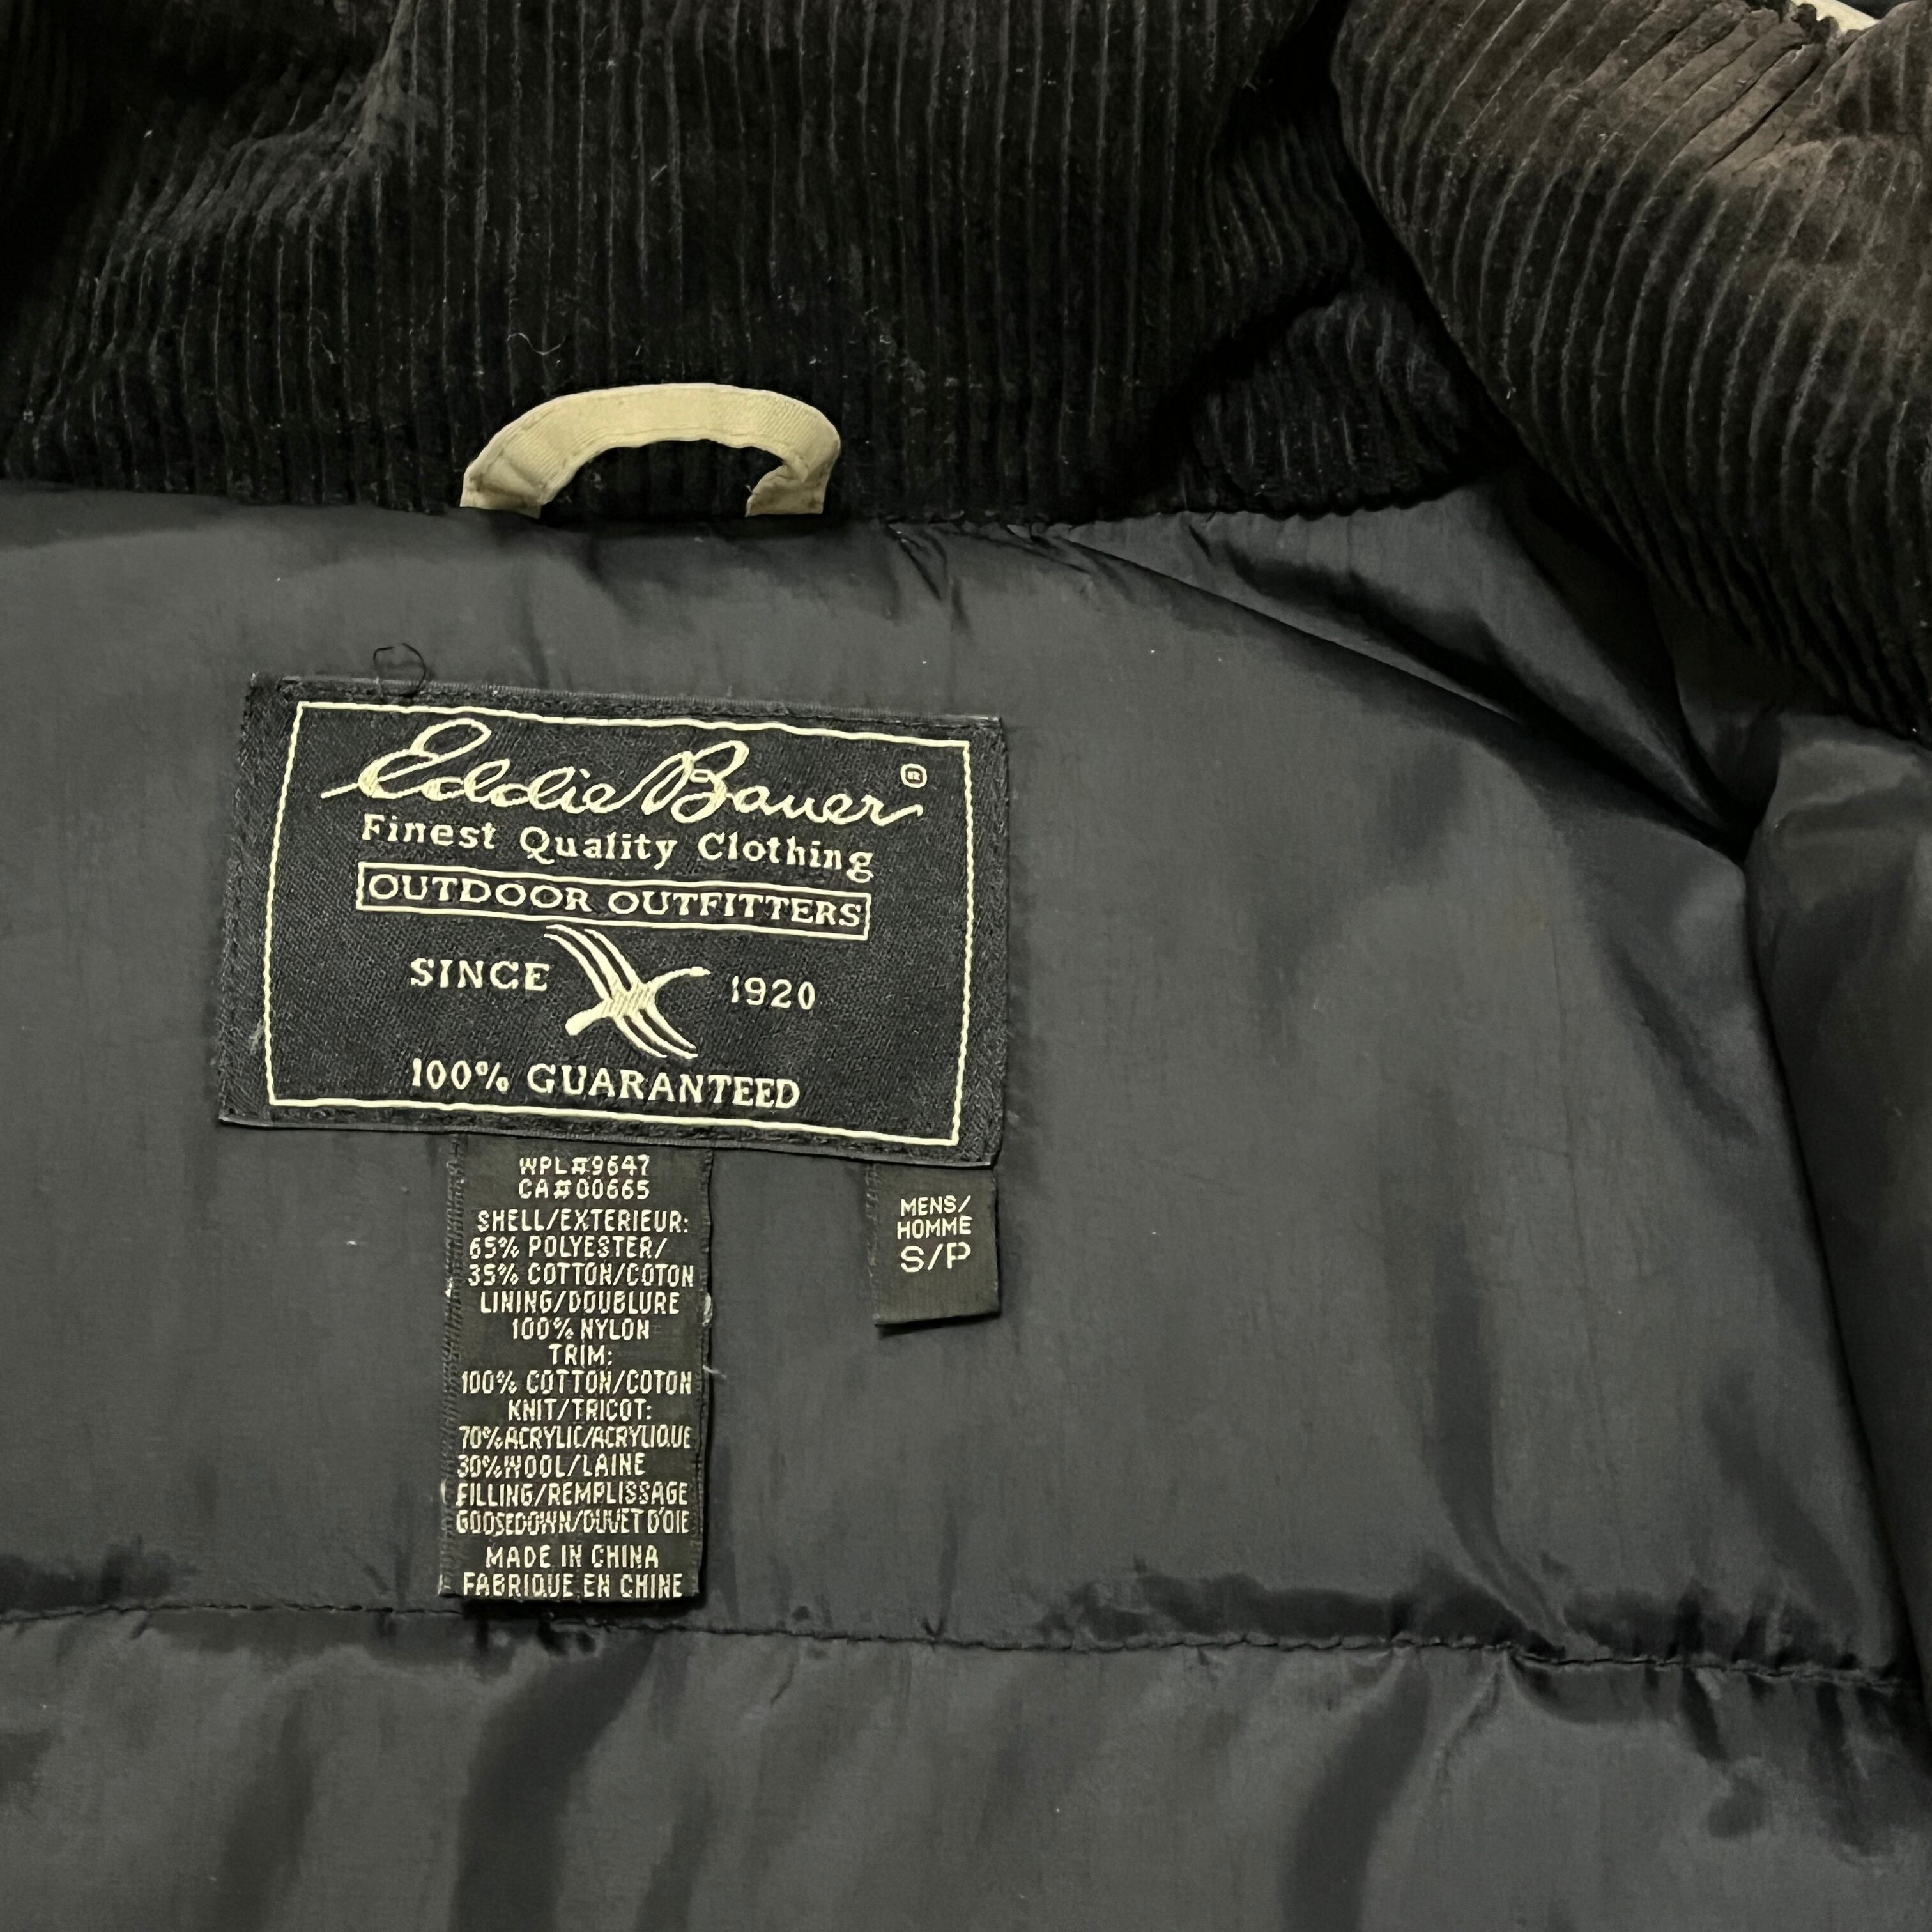 Eddie Bauer ®
Finest Quality Clothing
OUTDOOR OUTFITTERS
SINCE 1920
100% GUARANTEED
WPL#9647
CA#00665
SHELL/EXTERIEUR:
65% POLYESTER/
35% COTTON/COTON
LINING/DOUBLURE
100% NYLON
TRIM:
100% COTTON/COTON
KNIT/TRICOT:
70% ACRYLIC/ACRYLIQUE
30% WOOL/LAINE
FILLING/REMPLISSAGE
GOOSEDOWN/DUVET D'OIE
MADE IN CHINA
FABRIQUE EN CHINE
MENS/
HOMME
S/P